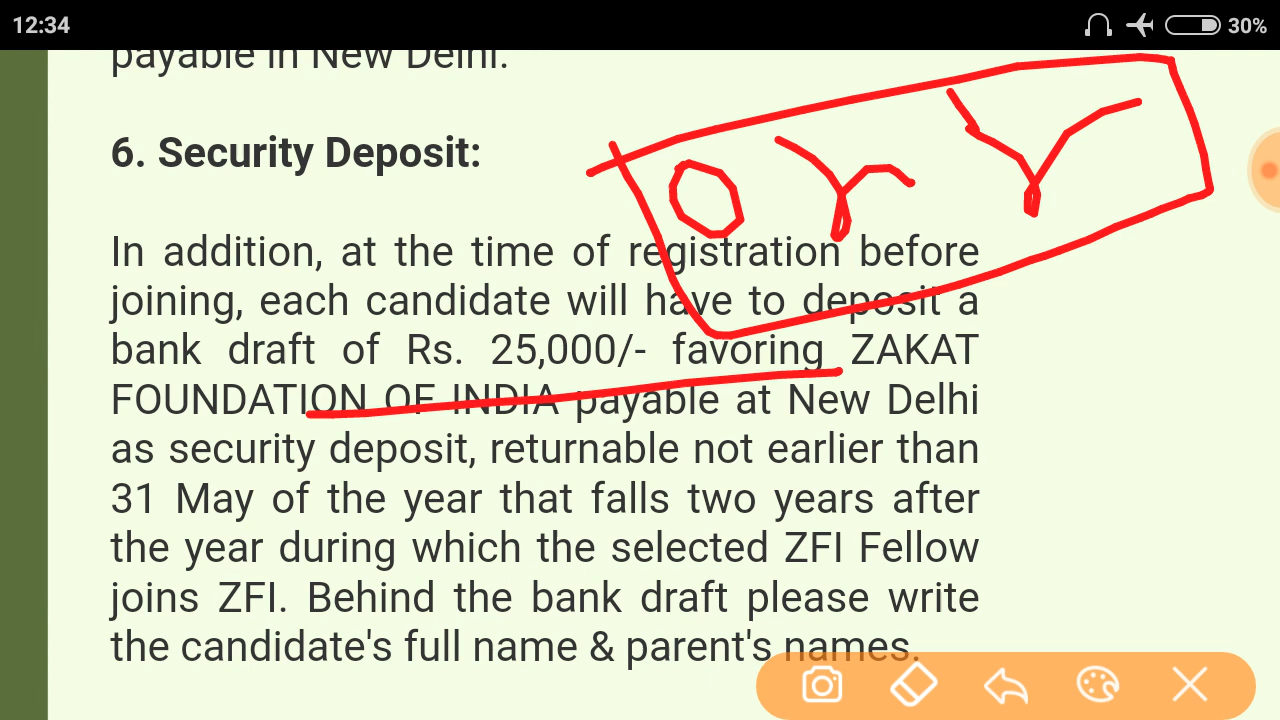 12:34
30%
payable in New Delhi.
6. Security Deposit:
In addition, at the time of registration before
joining, each candidate will have to deposit a
bank draft of Rs. 25,000/- favoring ZAKAT
FOUNDATION OF INDIA payable at New Delhi
as security deposit, returnable not earlier than
31 May of the year that falls two years after
the year during which the selected ZFI Fellow
joins ZFI. Behind the bank draft please write
the candidate's full name & parent's names.